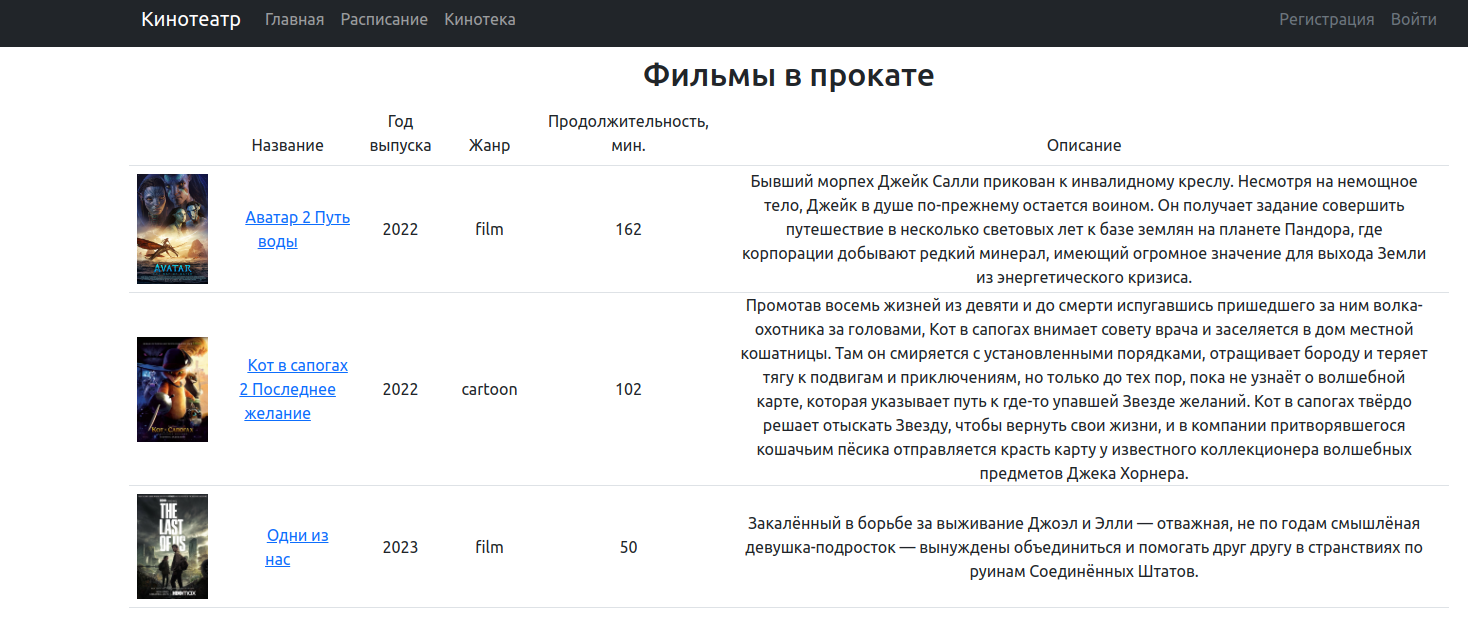 Кинотеатр Главная Расписание Кинотека Регистрация Войти
Фильмы в прокате
Название Год выпуска Жанр Продолжительность, мин. Описание
AVATAR
Аватар 2 Путь
воды
2022
film
162
Бывший морпех Джейк Салли прикован к инвалидному креслу. Несмотря на немощное
тело, Джейк в душе по-прежнему остается воином. Он получает задание совершить
путешествие в несколько световых лет к базе землян на планете Пандора, где
корпорации добывают редкий минерал, имеющий огромное значение для выхода Земли
из энергетического кризиса.
Кот в Сапогах
Кот в сапогах
2 Последнее
желание
2022
cartoon
102
Промотав восемь жизней из девяти и до смерти испугавшись пришедшего за ним волка-
охотника за головами, Кот в сапогах внимает совету врача и заселяется в дом местной
кошатницы. Там он смиряется с установленными порядками, отращивает бороду и теряет
тягу к подвигам и приключениям, но только до тех пор, пока не узнаёт о волшебной
карте, которая указывает путь к где-то упавшей Звезде желаний. Кот в сапогах твёрдо
решает отыскать Звезду, чтобы вернуть свои жизни, и в компании притворявшегося
кошачьим пёсика отправляется красть карту у известного коллекционера волшебных
предметов Джека Хорнера.
THE
LAST
OF US
HBOmax
Одни из
нас
2023
film
50
Закалённый в борьбе за выживание Джоэл и Элли — отважная, не по годам смышлёная
девушка-подросток — вынуждены объединиться и помогать друг другу в странствиях по
руинам Соединённых Штатов.